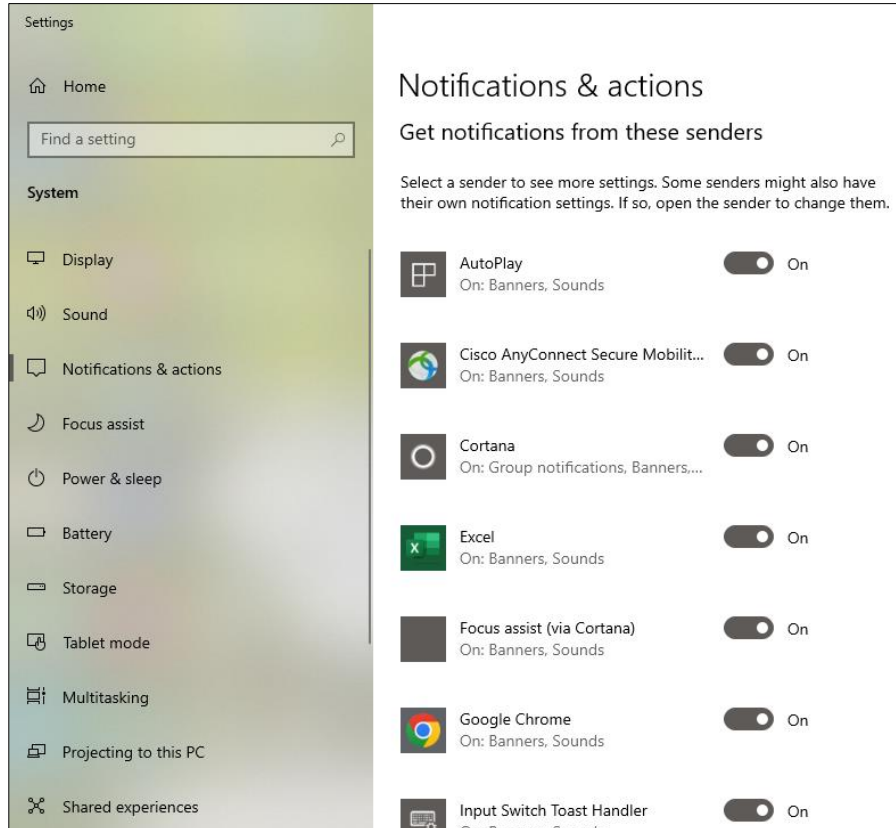 Settings
Home
Find a setting
System
Display
Sound
Notifications & actions
Focus assist
Power & sleep
Battery
Storage
Tablet mode
Multitasking
Projecting to this PC
Shared experiences
Notifications & actions
Get notifications from these senders
Select a sender to see more settings. Some senders might also have
their own notification settings. If so, open the sender to change them.
AutoPlay
On: Banners, Sounds
On
Cisco AnyConnect Secure Mobilit...
On: Banners, Sounds
On
Cortana
On: Group notifications, Banners,...
On
Excel
On: Banners, Sounds
On
Focus assist (via Cortana)
On: Banners, Sounds
On
Google Chrome
On: Banners, Sounds
On
Input Switch Toast Handler
On